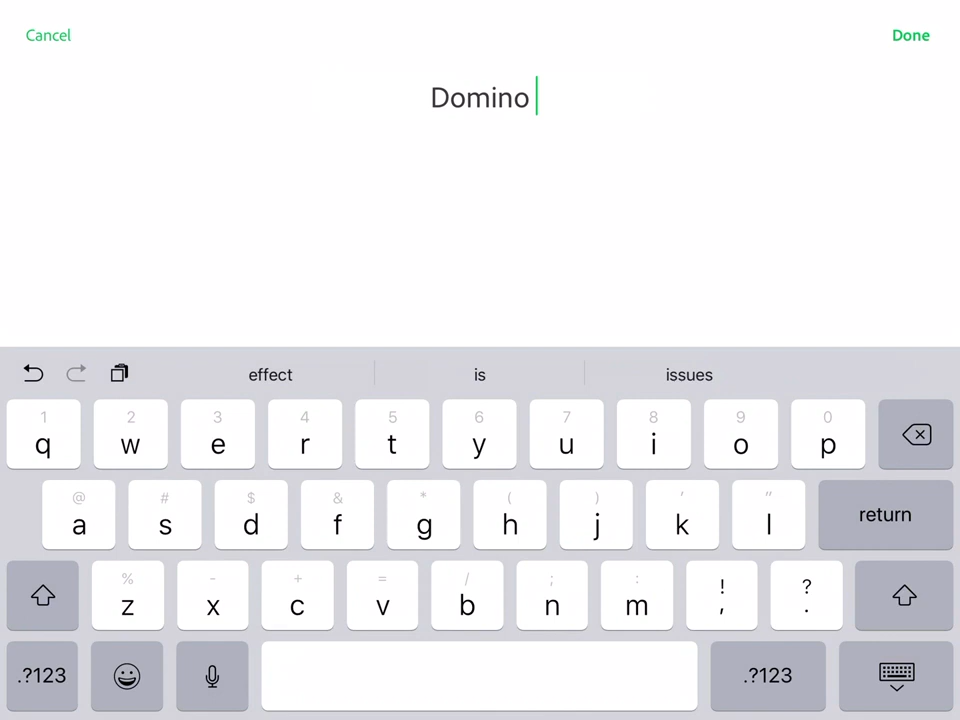 Cancel
Done
Domino
effect
is
issues
1 2 3 4 5 6 7 8 9 0
q w e r t y u i o p
@ # $ & * ( ) ' "
a s d f g h j k l return
% - + = / ; : ! ?
z x c v b n m , .
.?123 .?123